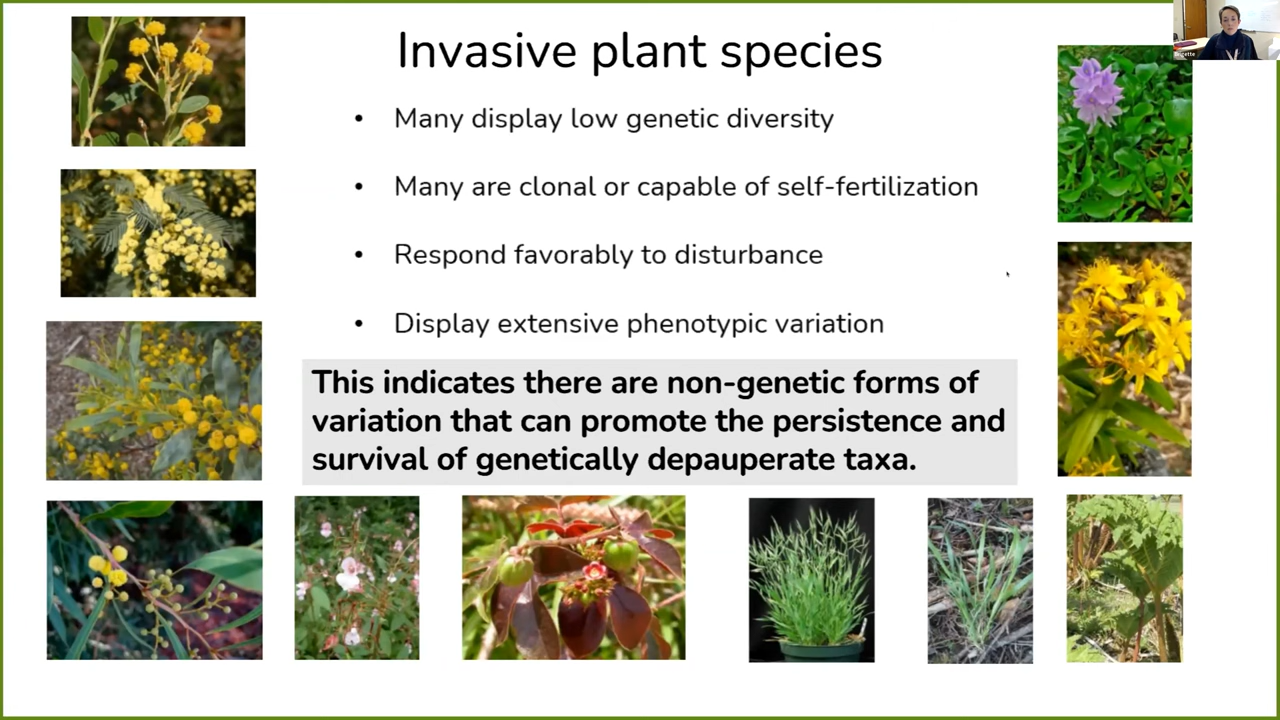 Invasive plant species
• Many display low genetic diversity
• Many are clonal or capable of self-fertilization
• Respond favorably to disturbance
• Display extensive phenotypic variation
This indicates there are non-genetic forms of
variation that can promote the persistence and
survival of genetically depauperate taxa.